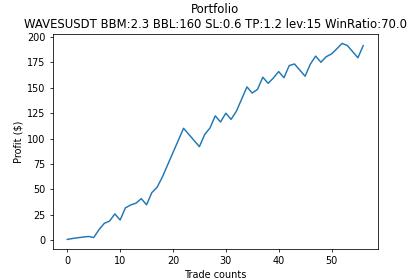 Portfolio
WAVESUSDT BBM:2.3 BBL:160 SL:0.6 TP:1.2 lev:15 WinRatio:70.0
200
175
150
125
100
75
50
25
0
Profit ($)
0 10 20 30 40 50
Trade counts